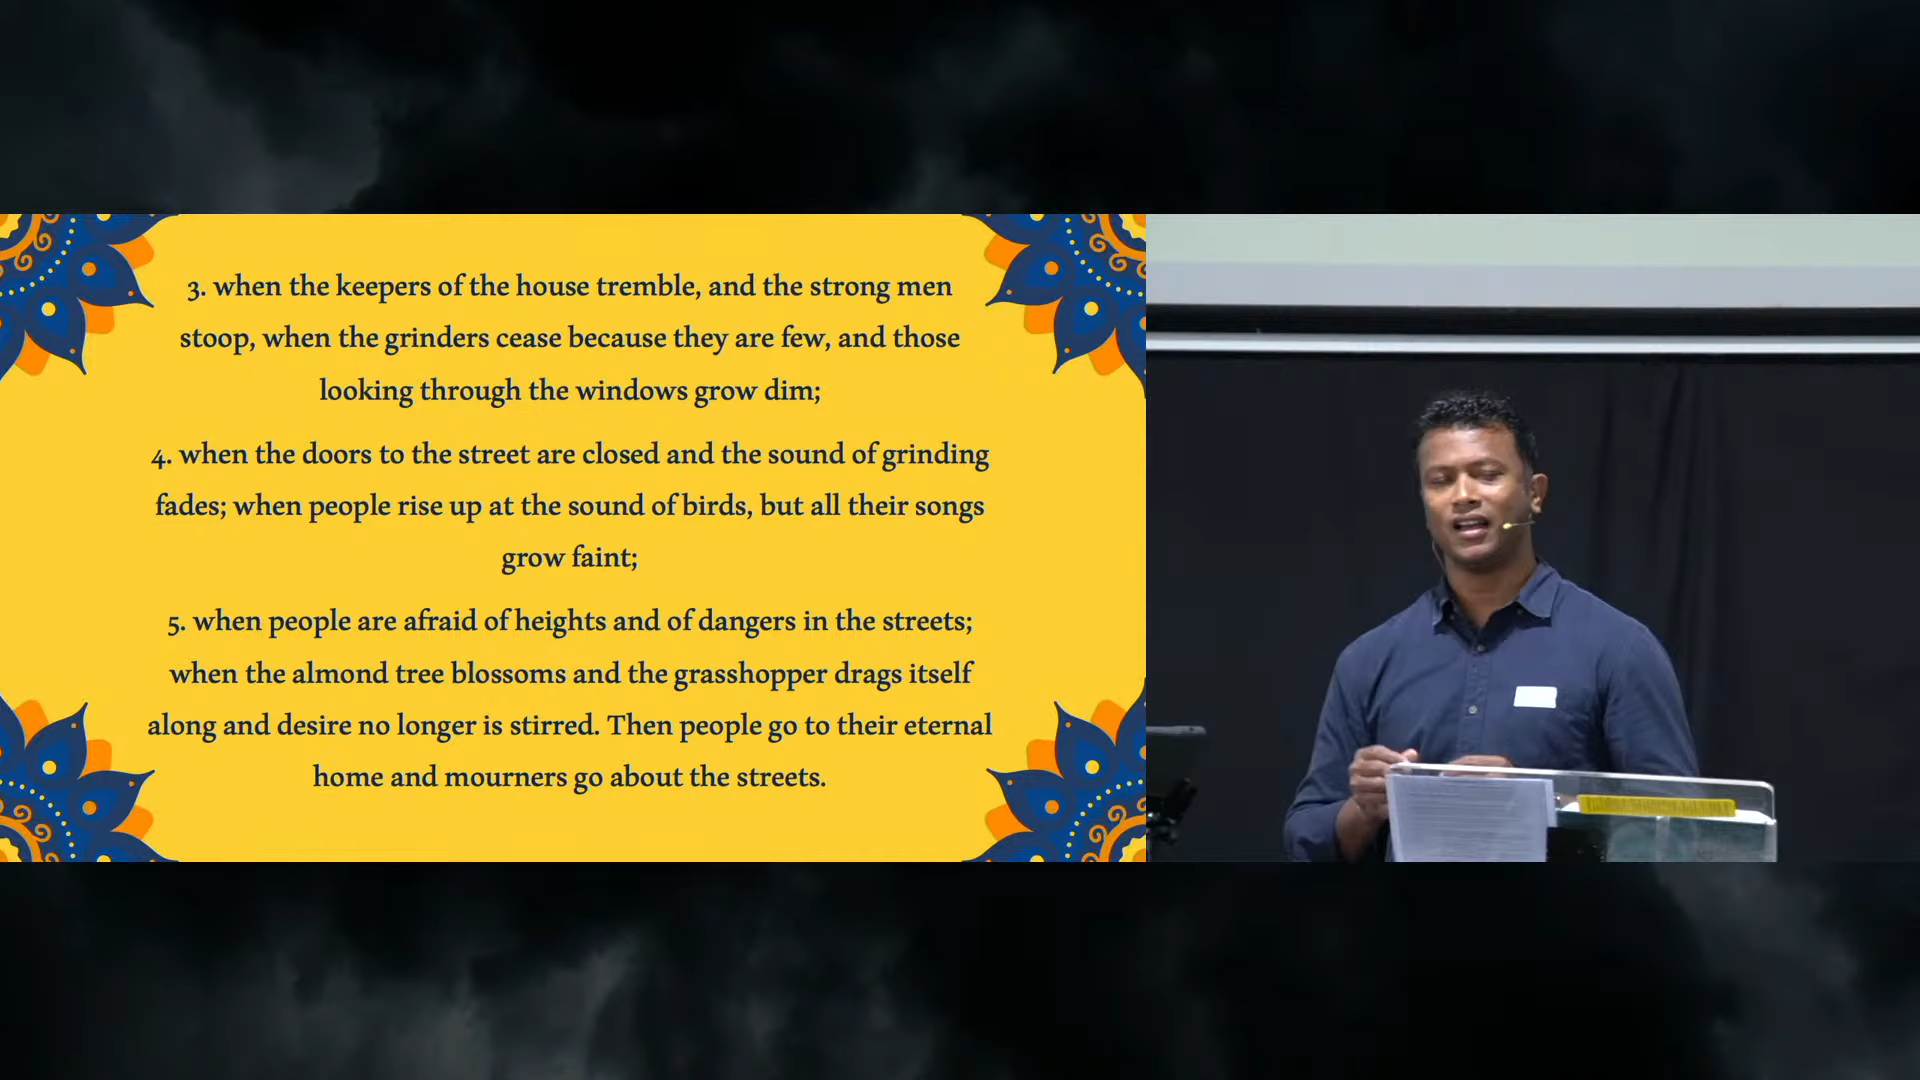 3. when the keepers of the house tremble, and the strong men
stoop, when the grinders cease because they are few, and those
looking through the windows grow dim;
4. when the doors to the street are closed and the sound of grinding
fades; when people rise up at the sound of birds, but all their songs
grow faint;
5. when people are afraid of heights and of dangers in the streets;
when the almond tree blossoms and the grasshopper drags itself
along and desire no longer is stirred. Then people go to their eternal
home and mourners go about the streets.